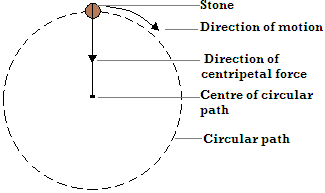 Stone
Direction of motion
Direction of
centripetal force
Centre of circular
path
Circular path